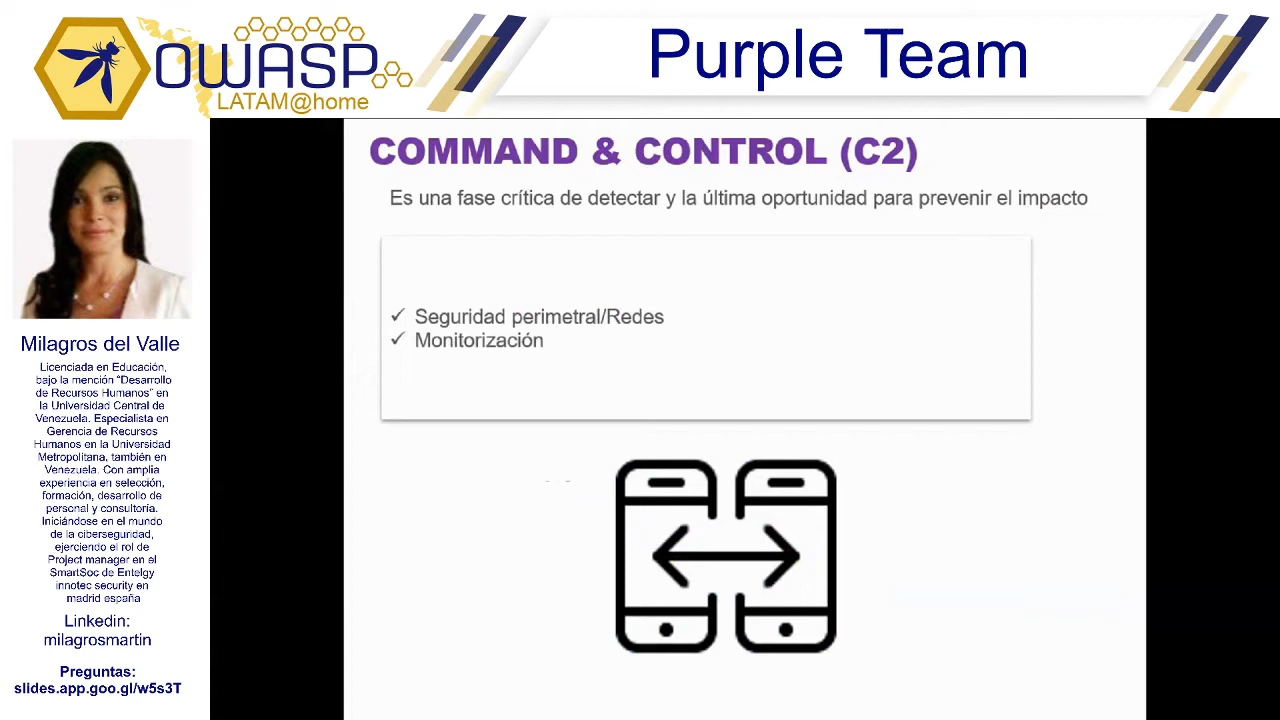 OWASP
LATAM@home
Purple Team
Milagros del Valle
Licenciada en Educación,
bajo la mención “Desarrollo
de Recursos Humanos” en
la Universidad Central de
Venezuela. Especialista en
Gerencia de Recursos
Humanos en la Universidad
Metropolitana, también en
Venezuela. Con amplia
experiencia en selección,
formación, desarrollo de
personal y consultoría.
Iniciándose en el mundo
de la ciberseguridad,
ejerciendo el rol de
Project manager en el
SmartSoc de Entelgy
innotec security en
madrid españa
Linkedin:
milagrosmartin
Preguntas:
slides.app.goo.gl/w5s3T
COMMAND & CONTROL (C2)
Es una fase crítica de detectar y la última oportunidad para prevenir el impacto
✓ Seguridad perimetral/Redes
✓ Monitorización